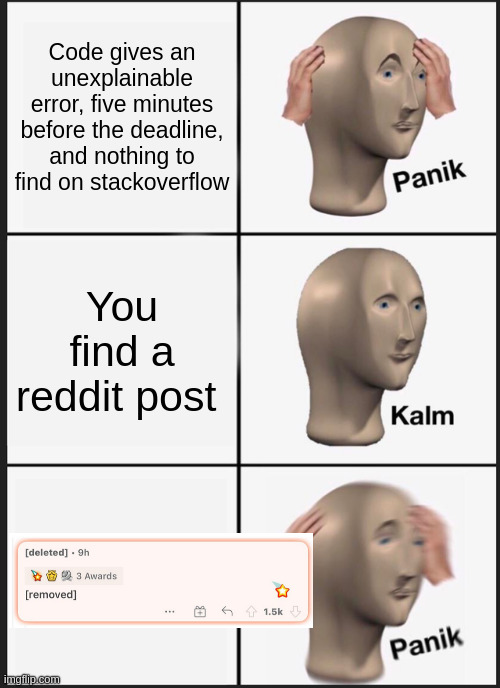 Code gives an
unexplainable
error, five minutes
before the deadline,
and nothing to
find on stackoverflow
Panik
You
find a
reddit post
Kalm
[deleted] • 9h
3 Awards
[removed]
... 1.5k
Panik
imgflip.com